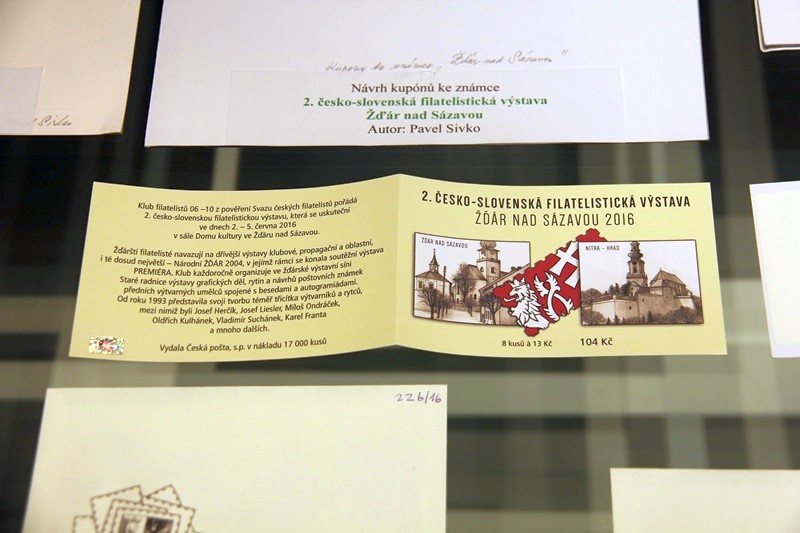 Kupony ke známce „Žďár nad Sázavou"
Návrh kupónů ke známce
2. česko-slovenská filatelistická výstava
Žďár nad Sázavou
Autor: Pavel Sivko
Klub filatelistů 06 –10 z pověření Svazu českých filatelistů pořádá
2. česko-slovenskou filatelistickou výstavu, která se uskuteční
ve dnech 2. – 5. června 2016
v sále Domu kultury ve Žďáru nad Sázavou.
Žďárští filatelisté navazují na dřívější výstavy klubové, propagační a oblastní,
i té dosud největší – Národní ŽĎÁR 2004, v jejímž rámci se konala soutěžní výstava
PREMIÉRA. Klub každoročně organizuje ve žďárské výstavní síni
Staré radnice výstavy grafických děl, rytin a návrhů poštovních známek
předních výtvarných umělců spojené s besedami a autogramiádami.
Od roku 1993 představila svoji tvorbu téměř třicítka výtvarníků a rytců,
mezi nimiž byli Josef Herčík, Josef Liesler, Miloš Ondráček,
Oldřich Kulhánek, Vladimír Suchánek, Karel Franta
a mnoho dalších.
Vydala Česká pošta, s.p. v nákladu 17 000 kusů
2. ČESKO-SLOVENSKÁ FILATELISTICKÁ VÝSTAVA
ŽĎÁR NAD SÁZAVOU 2016
ŽĎÁR NAD SÁZAVOU
NITRA – HRAD
8 kusů à 13 Kč
104 Kč
226/16